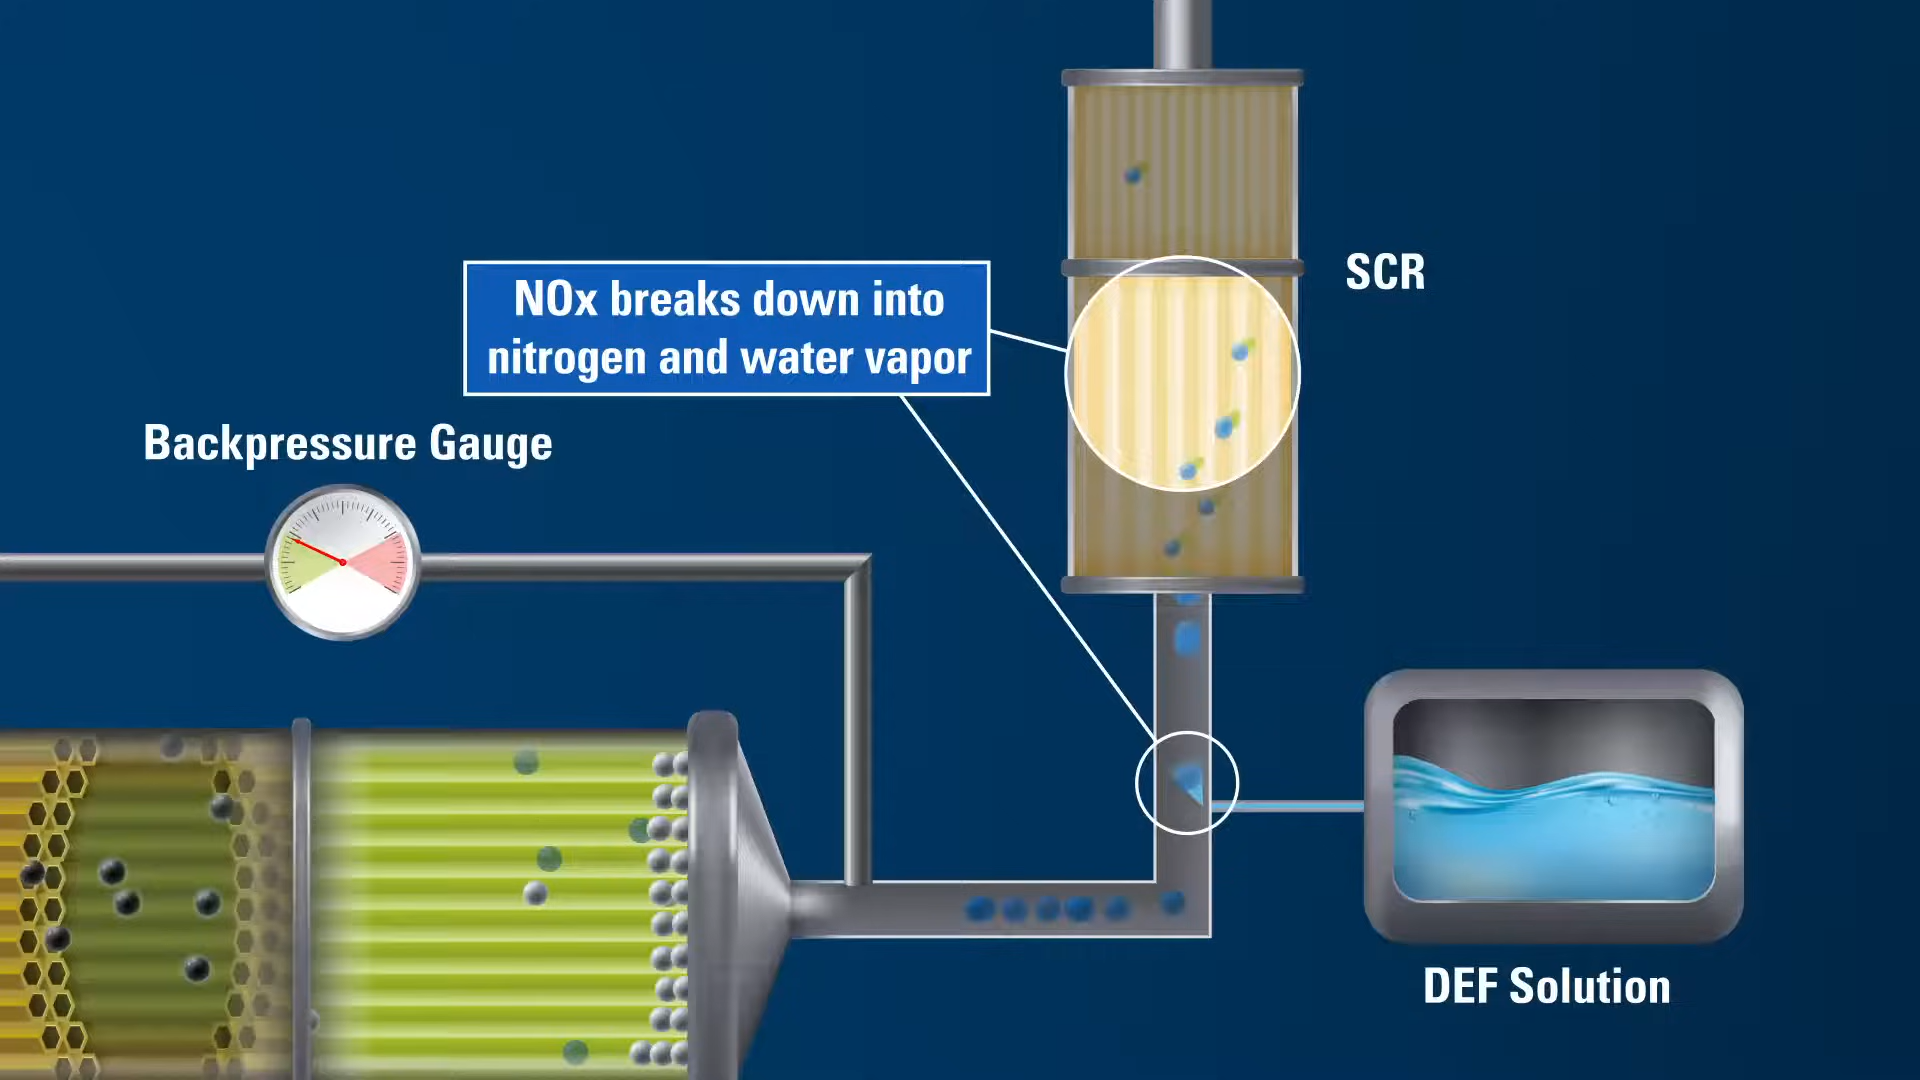 SCR
NOx breaks down into
nitrogen and water vapor
Backpressure Gauge
DEF Solution